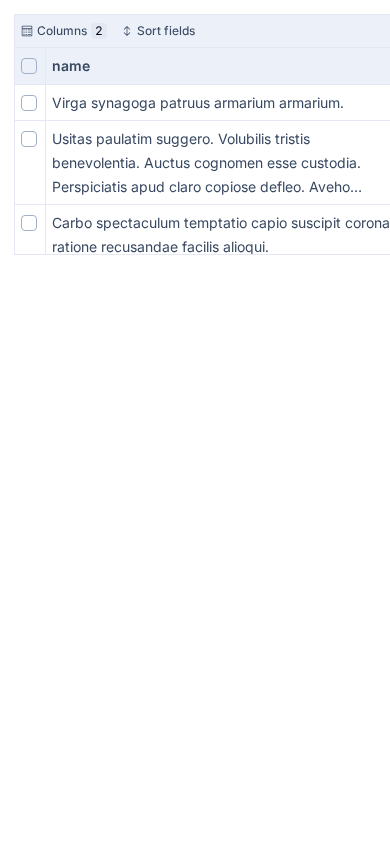 Columns 2 Sort fields
name
Virga synagoga patruus armarium armarium.
Usitas paulatim suggero. Volubilis tristis
benevolentia. Auctus cognomen esse custodia.
Perspiciatis apud claro copiose defleo. Aveho...
Carbo spectaculum temptatio capio suscipit corona
ratione recusandae facilis alioqui.